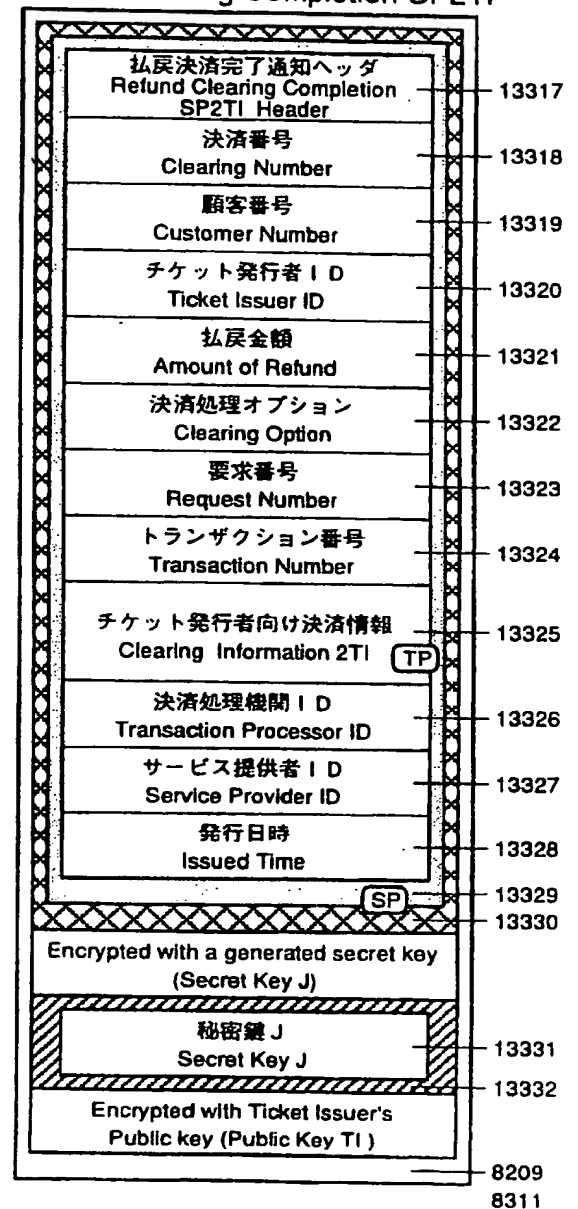 払戻決済完了通知ヘッダ
Refund Clearing Completion
SP2TI Header
13317
決済番号
Clearing Number
13318
顧客番号
Customer Number
13319
チケット発行者ID
Ticket Issuer ID
13320
払戻金額
Amount of Refund
13321
決済処理オプション
Clearing Option
13322
要求番号
Request Number
13323
トランザクション番号
Transaction Number
13324
チケット発行者向け決済情報
Clearing Information 2TI
TP
13325
決済処理機関ID
Transaction Processor ID
13326
サービス提供者ID
Service Provider ID
13327
発行日時
Issued Time
13328
SP
13329
13330
Encrypted with a generated secret key
(Secret Key J)
秘密鍵 J
Secret Key J
13331
13332
Encrypted with Ticket Issuer's
Public key (Public Key TI )
8209
8311